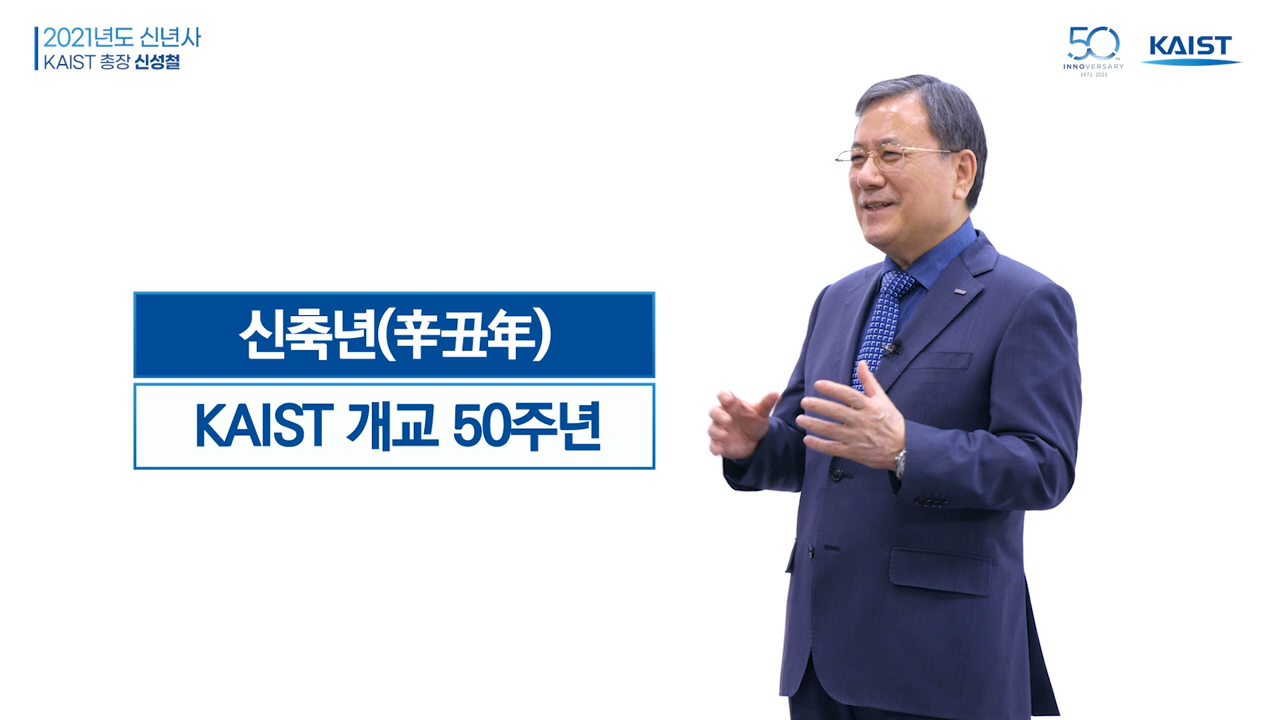 2021년도 신년사
KAIST 총장 신성철
50
INNOVERSARY
1971-2021
KAIST
신축년(辛丑年)
KAIST 개교 50주년